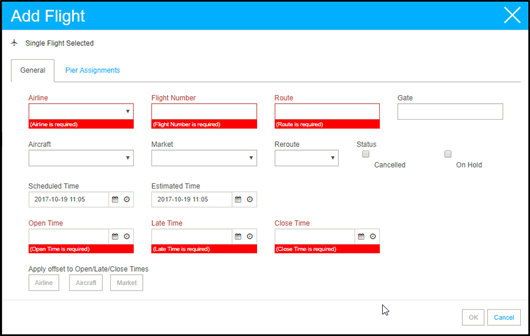 Add Flight
Single Flight Selected
General Pier Assignments
Airline Flight Number Route Gate
(Airline is required) (Flight Number is required) (Route is required)
Aircraft Market Reroute Status
Cancelled On Hold
Scheduled Time Estimated Time
2017-10-19 11:05 2017-10-19 11:05
Open Time Late Time Close Time
(Open Time is required) (Late Time is required) (Close Time is required)
Apply offset to Open/Late/Close Times
Airline Aircraft Market
OK Cancel